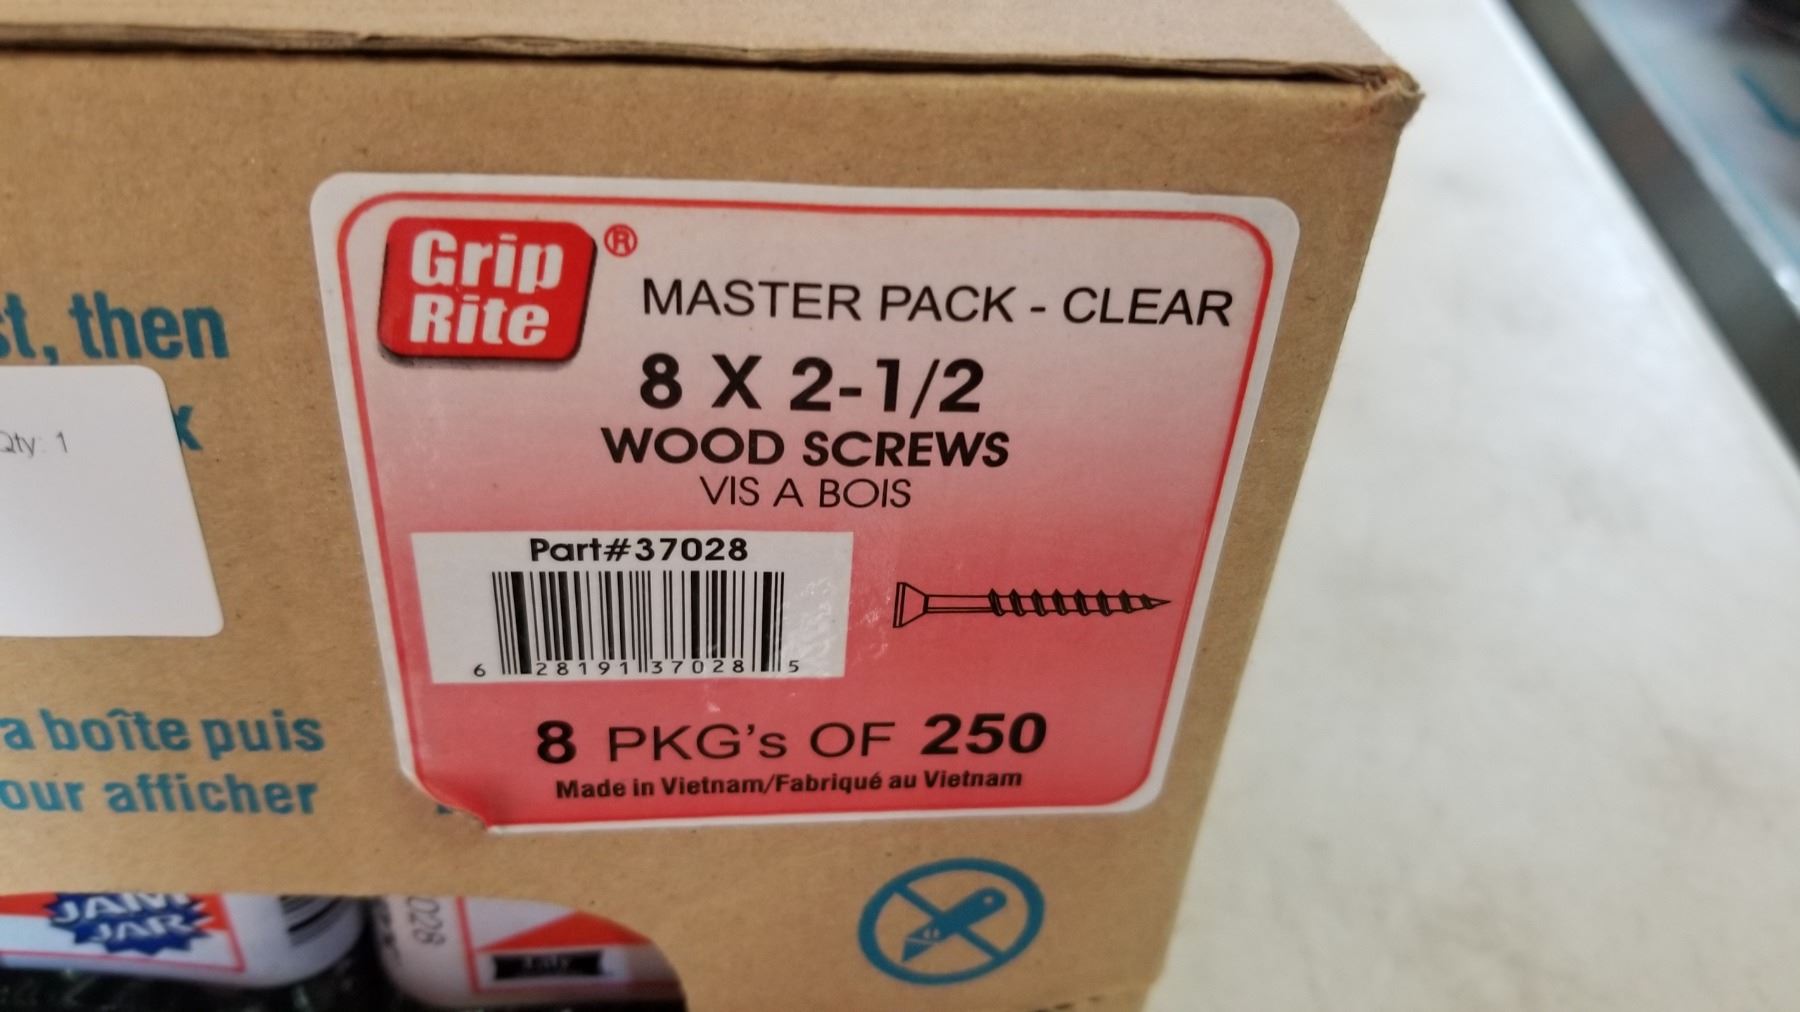 Grip
Rite
®
MASTER PACK - CLEAR
8 X 2-1/2
WOOD SCREWS
VIS A BOIS
Part#37028
6 28191 37028 5
8 PKG's OF 250
Made in Vietnam/Fabriqué au Vietnam
st, then
x
Qty: 1
a boîte puis
our afficher
JAM
JAR
028